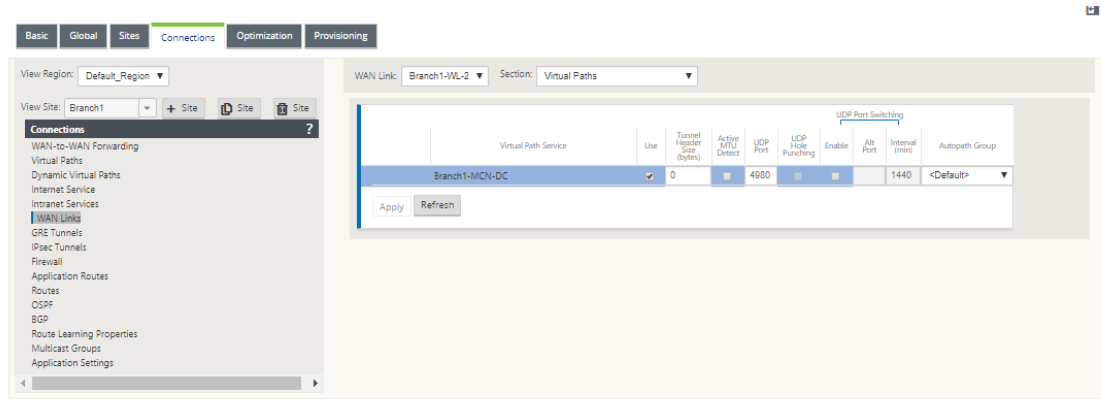 Basic Global Sites Connections Optimization Provisioning
View Region: Default_Region
WAN Link: Branch1-WL-2 Section: Virtual Paths
View Site: Branch1 + Site Site Site
Connections ?
WAN-to-WAN Forwarding
Virtual Paths
Dynamic Virtual Paths
Internet Service
Intranet Services
WAN Links
GRE Tunnels
IPsec Tunnels
Firewall
Application Routes
Routes
OSPF
BGP
Route Learning Properties
Multicast Groups
Application Settings
UDP Port Switching
Virtual Path Service Use Tunnel Header Size (bytes) Active MTU Detect UDP Port UDP Hole Punching Enable Alt Port Interval (min) Autopath Group
Branch1-MCN-DC 0 4980 1440 <Default>
Apply Refresh